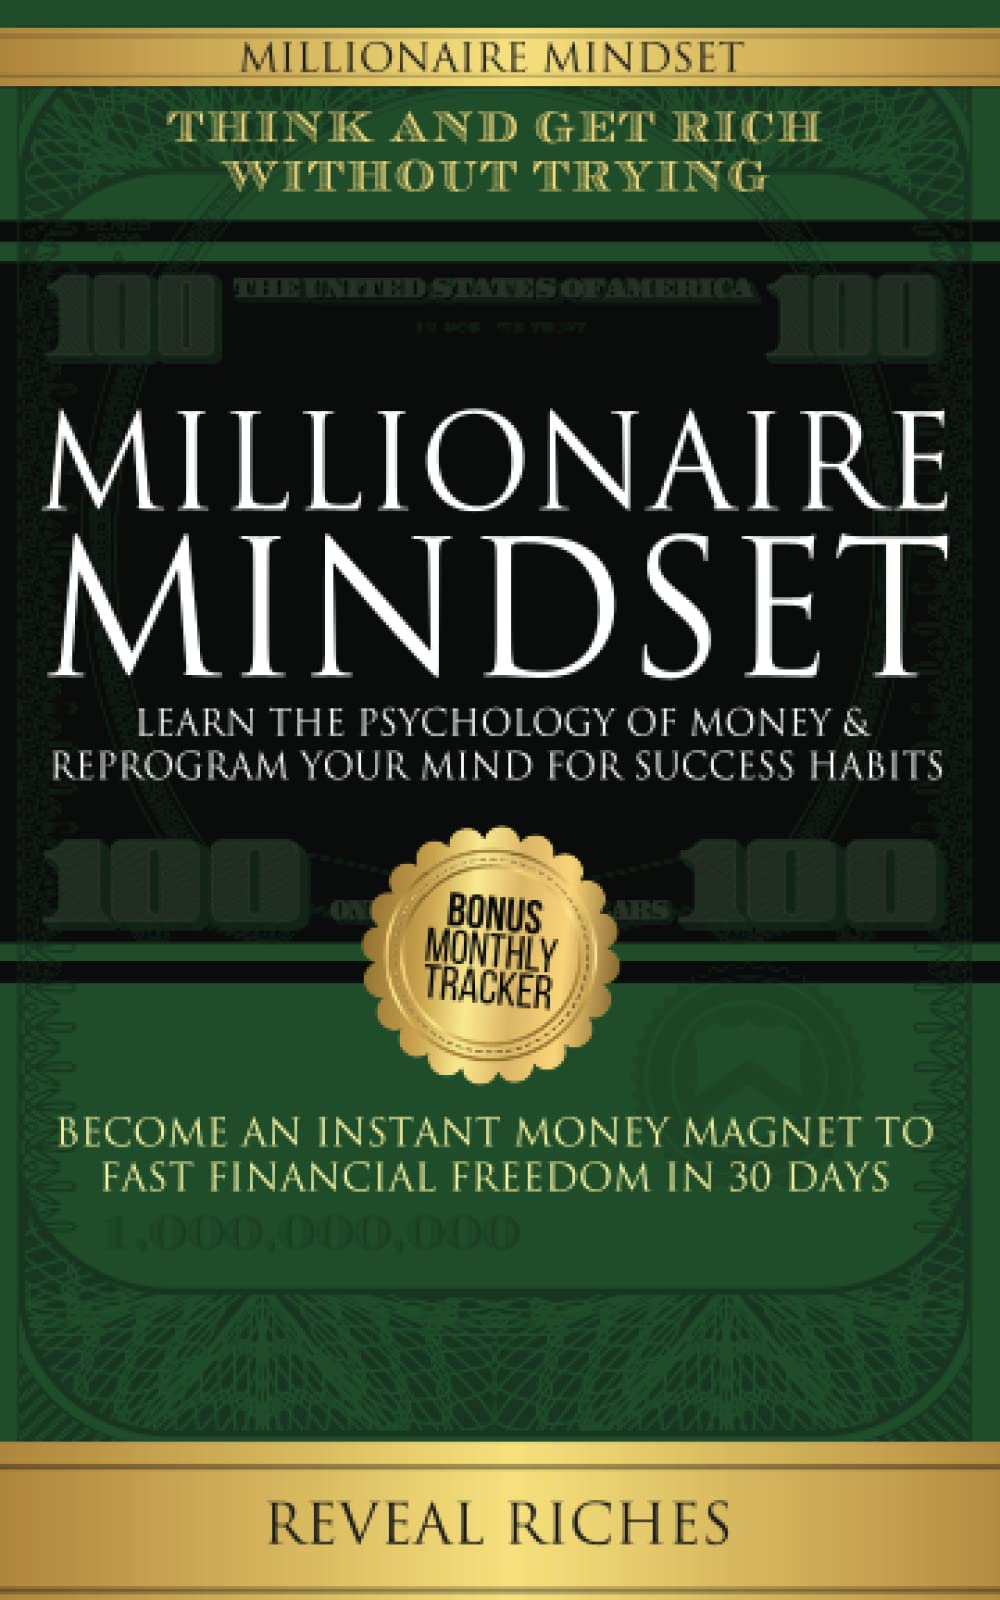 MILLIONAIRE MINDSET
THINK AND GET RICH
WITHOUT TRYING
100 THE UNITED STATES OF AMERICA 100
MILLIONAIRE
MINDSET
LEARN THE PSYCHOLOGY OF MONEY &
REPROGRAM YOUR MIND FOR SUCCESS HABITS
100 100
BONUS
MONTHLY
TRACKER
BECOME AN INSTANT MONEY MAGNET TO
FAST FINANCIAL FREEDOM IN 30 DAYS
1,000,000,000
REVEAL RICHES